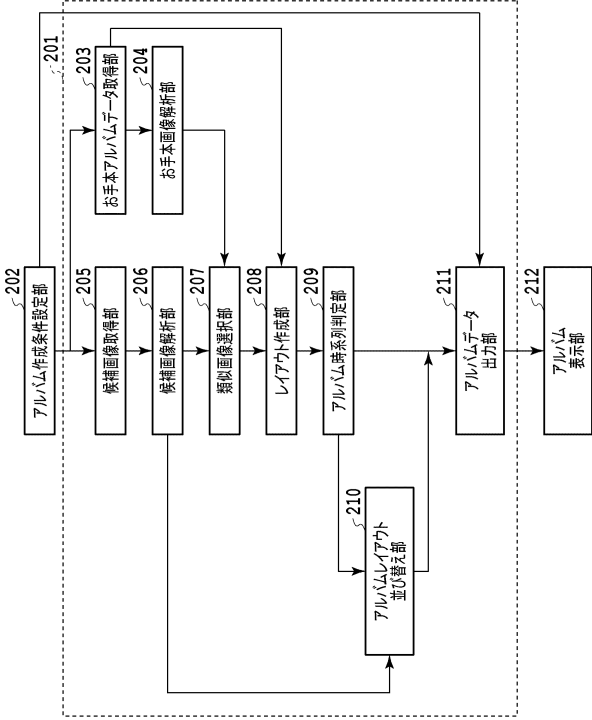 201
202
アルバム作成条件設定部
203
お手本アルバムデータ取得部
204
お手本画像解析部
205
候補画像取得部
206
候補画像解析部
207
類似画像選択部
208
レイアウト作成部
209
アルバム時系列判定部
210
アルバムレイアウト
並び替え部
211
アルバムデータ
出力部
212
アルバム
表示部